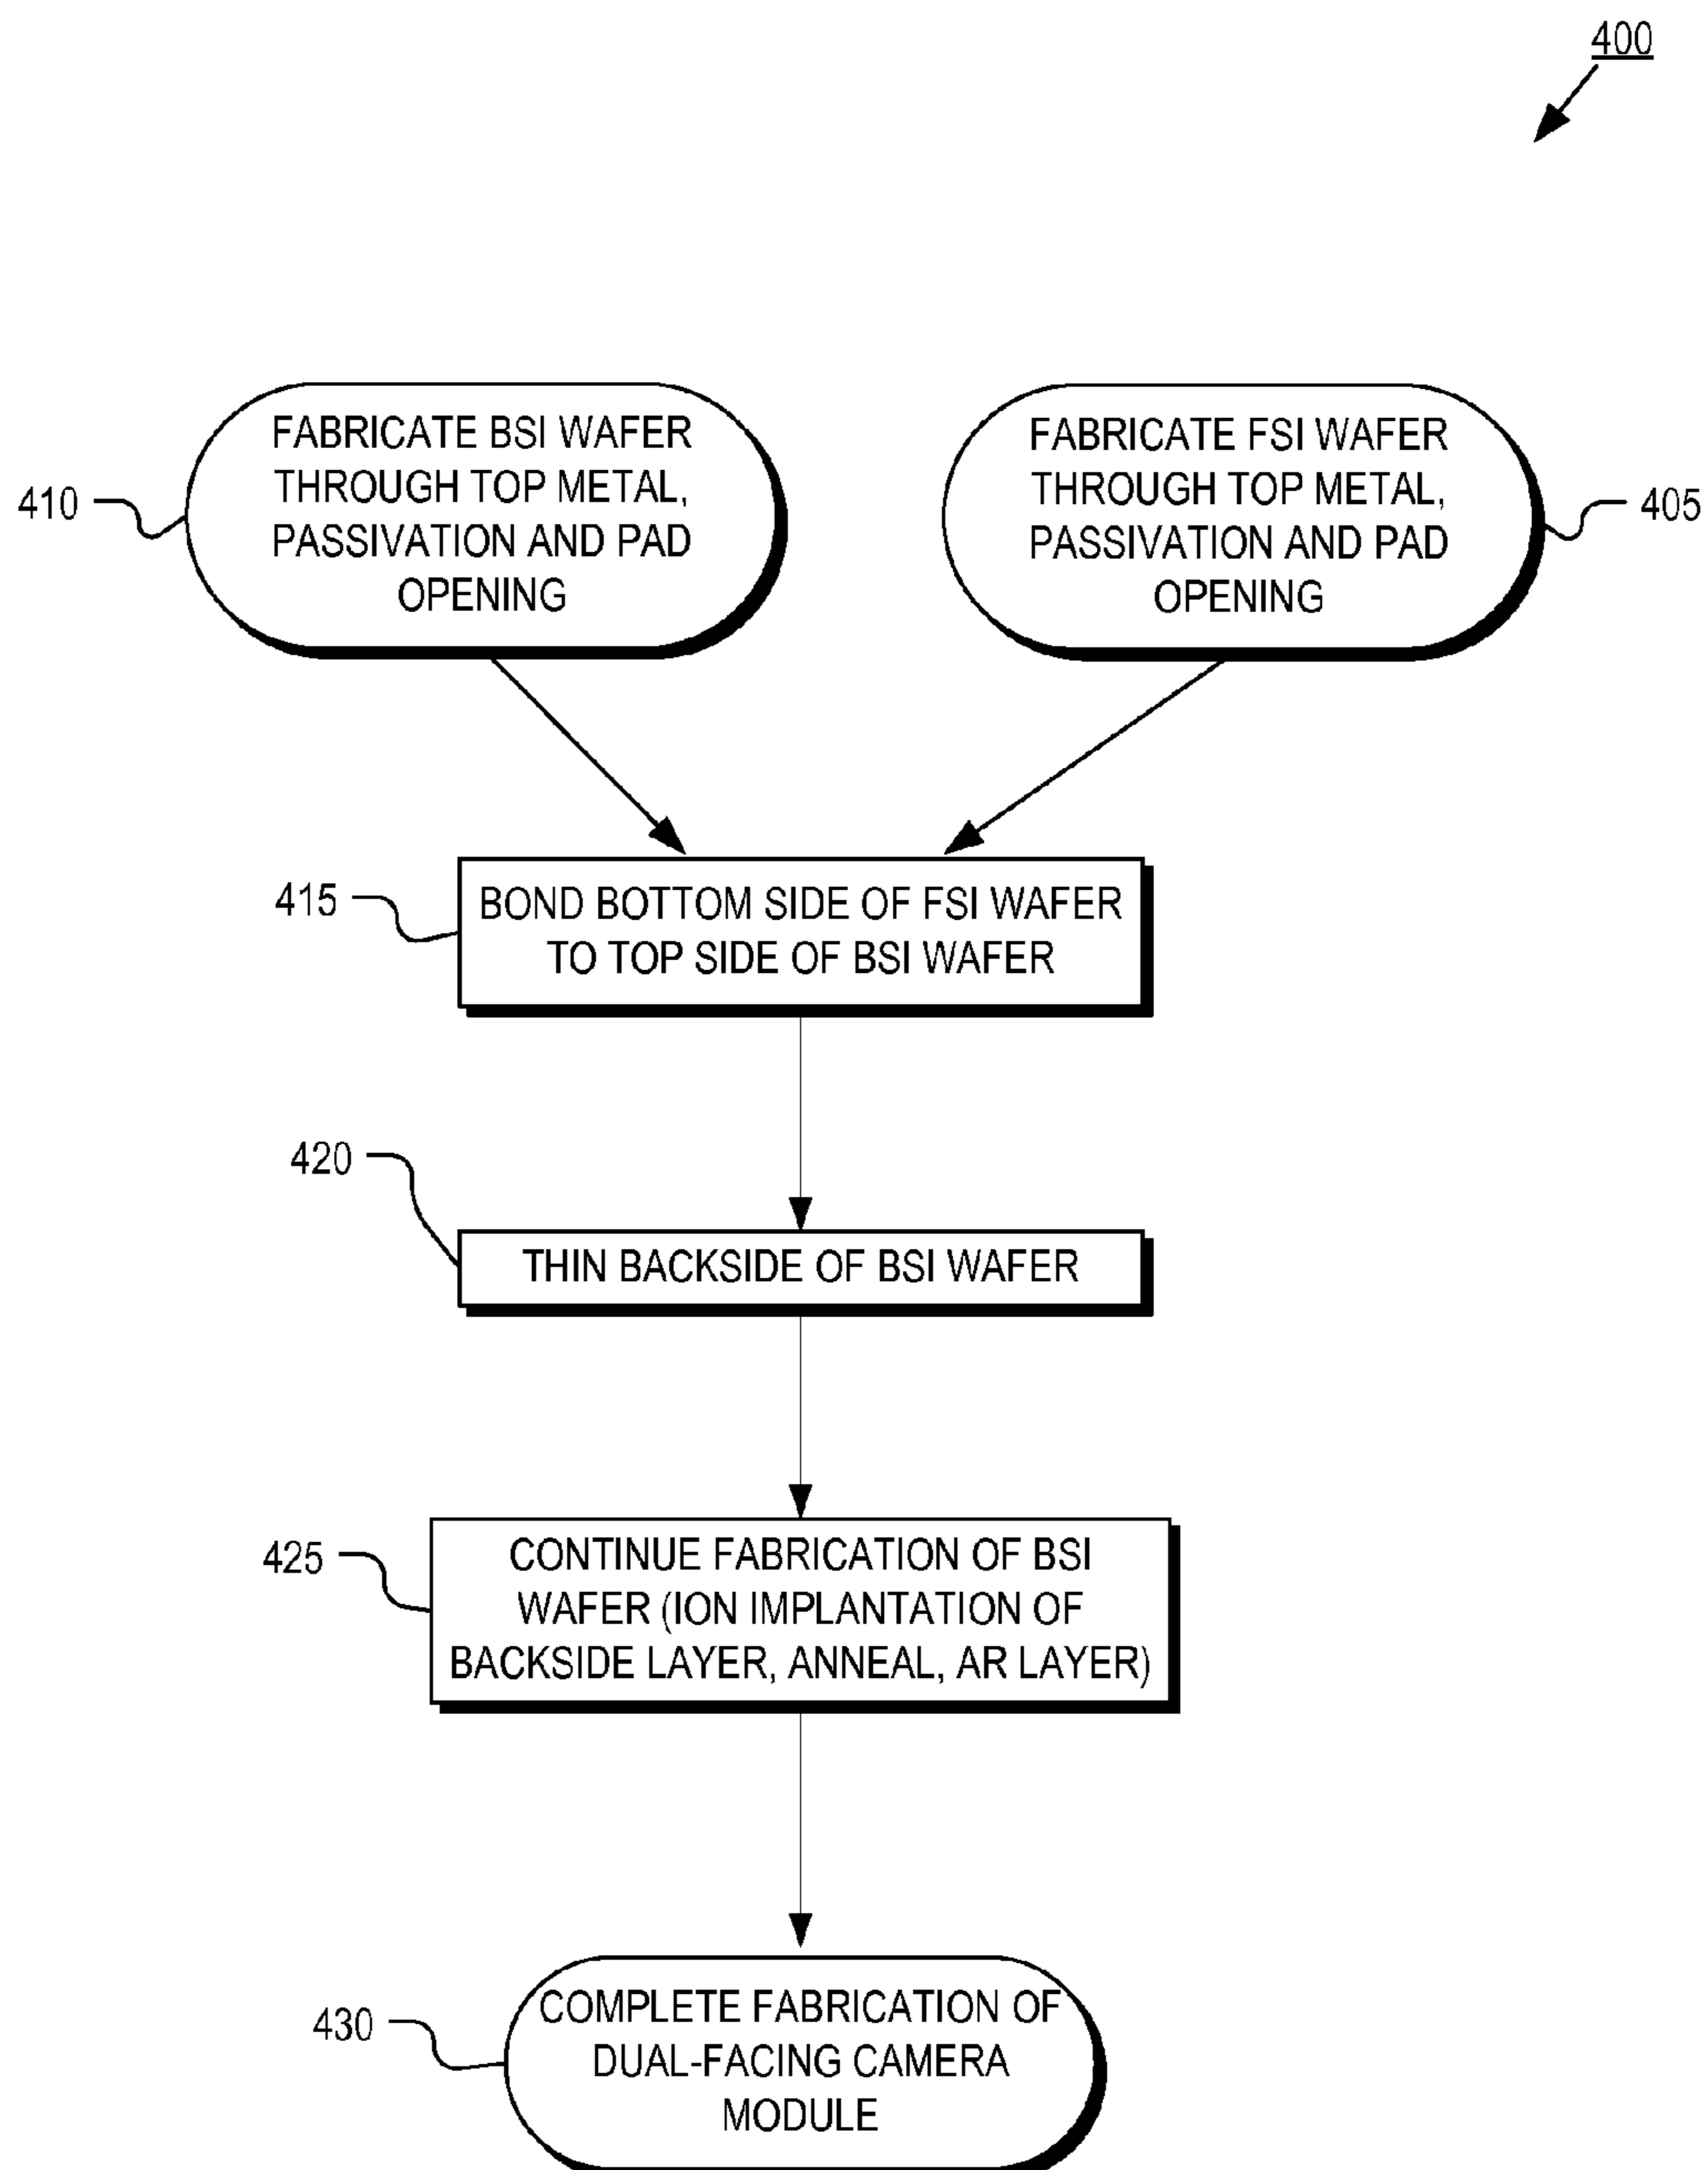 400
FABRICATE BSI WAFER
THROUGH TOP METAL,
PASSIVATION AND PAD
OPENING
410
FABRICATE FSI WAFER
THROUGH TOP METAL,
PASSIVATION AND PAD
OPENING
405
415
BOND BOTTOM SIDE OF FSI WAFER
TO TOP SIDE OF BSI WAFER
420
THIN BACKSIDE OF BSI WAFER
425
CONTINUE FABRICATION OF BSI
WAFER (ION IMPLANTATION OF
BACKSIDE LAYER, ANNEAL, AR LAYER)
430
COMPLETE FABRICATION OF
DUAL-FACING CAMERA
MODULE